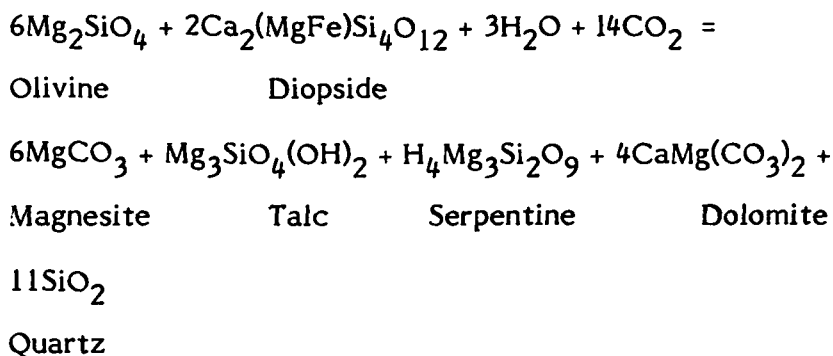 6Mg₂SiO₄ + 2Ca₂(MgFe)Si₄O₁₂ + 3H₂O + 14CO₂ =
Olivine Diopside
6MgCO₃ + Mg₃SiO₄(OH)₂ + H₄Mg₃Si₂O₉ + 4CaMg(CO₃)₂ +
Magnesite Talc Serpentine Dolomite
11SiO₂
Quartz